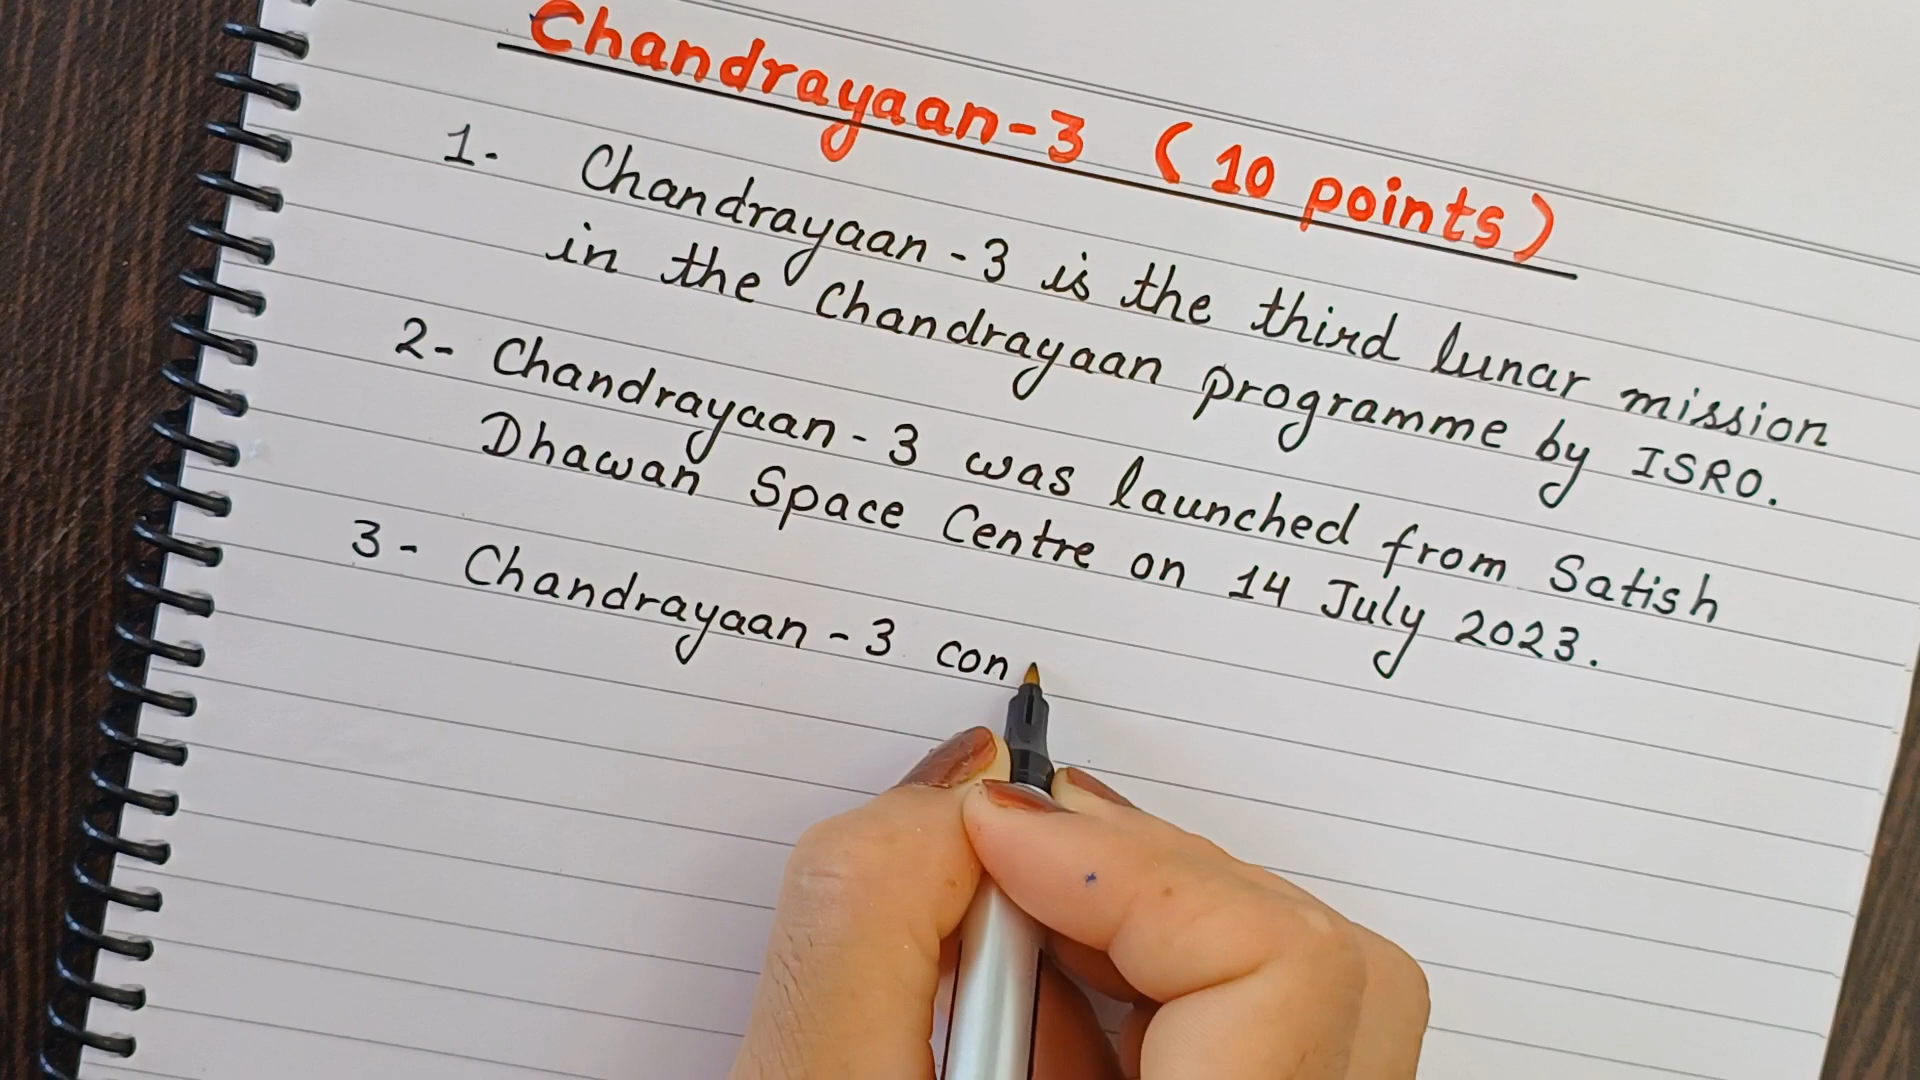 Chandrayaan-3 (10 points)
1. Chandrayaan-3 is the third lunar mission
in the Chandrayaan programme by ISRO.
2- Chandrayaan-3 was launched from Satish
Dhawan Space Centre on 14 July 2023.
3- Chandrayaan-3 con